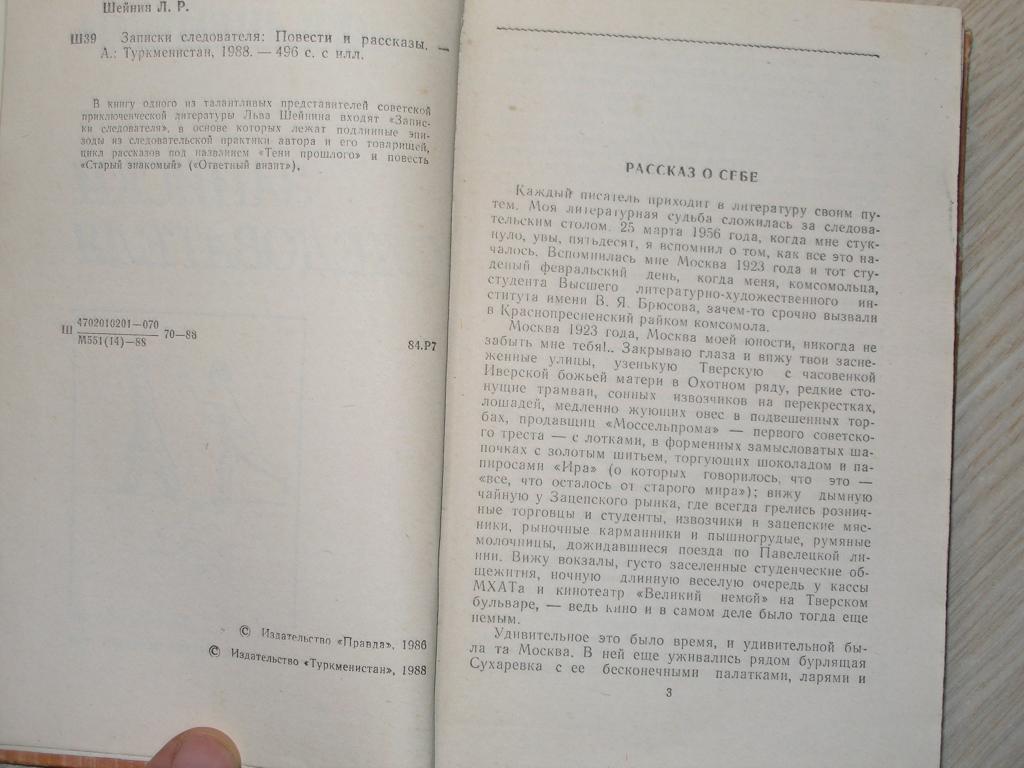 Шейнин Л. Р.
Ш39 Записки следователя: Повести и рассказы. —
А.: Туркменистан, 1988. — 496 с. с илл.
В книгу одного из талантливых представителей советской
приключенческой литературы Льва Шейнина входят «Запис-
ки следователя», в основе которых лежат подлинные эпи-
зоды из следовательской практики автора и его товарищей,
цикл рассказов под названием «Тени прошлого» и повесть
«Старый знакомый» («Ответный визит»).
Ш 4702010201—070 70—88
М551(14)—88
84.Р7
© Издательство «Правда», 1986
© Издательство «Туркменистан», 1988
РАССКАЗ О СЕБЕ
Каждый писатель приходит в литературу своим пу-
тем. Моя литературная судьба сложилась за следова-
тельским столом. 25 марта 1956 года, когда мне стук-
нуло, увы, пятьдесят, я вспомнил о том, как все это на-
чалось. Вспомнилась мне Москва 1923 года и тот сту-
деный февральский день, когда меня, комсомольца,
студента Высшего литературно-художественного ин-
ститута имени В. Я. Брюсова, зачем-то срочно вызвали
в Краснопресненский райком комсомола.
Москва 1923 года, Москва моей юности, никогда не
забыть мне тебя!.. Закрываю глаза и вижу твои засне-
женные улицы, узенькую Тверскую с часовенкой
Иверской божьей матери в Охотном ряду, редкие сто-
нущие трамваи, сонных извозчиков на перекрестках,
лошадей, медленно жующих овес в подвешенных тор-
бах, продавщиц «Моссельпрома» — первого советско-
го треста — с лотками, в форменных замысловатых ша-
почках с золотым шитьем, торгующих шоколадом и па-
пиросами «Ира» (о которых говорилось, что это —
«все, что осталось от старого мира»); вижу дымную
чайную у Зацепского рынка, где всегда грелись рознич-
ные торговцы и студенты, извозчики и зацепские мяс-
ники, рыночные карманники и пышногрудые, румяные
молочницы, дожидавшиеся поезда по Павелецкой ли-
нии. Вижу вокзалы, густо заселенные студенческие об-
щежития, ночную длинную веселую очередь у кассы
МХАТа и кинотеатр «Великий немой» на Тверском
бульваре, — ведь кино и в самом деле было тогда еще
немым.
Удивительное это было время, и удивительной бы-
ла та Москва. В ней еще уживались рядом бурлящая
Сухаревка с ее бесконечными палатками, ларями и
3